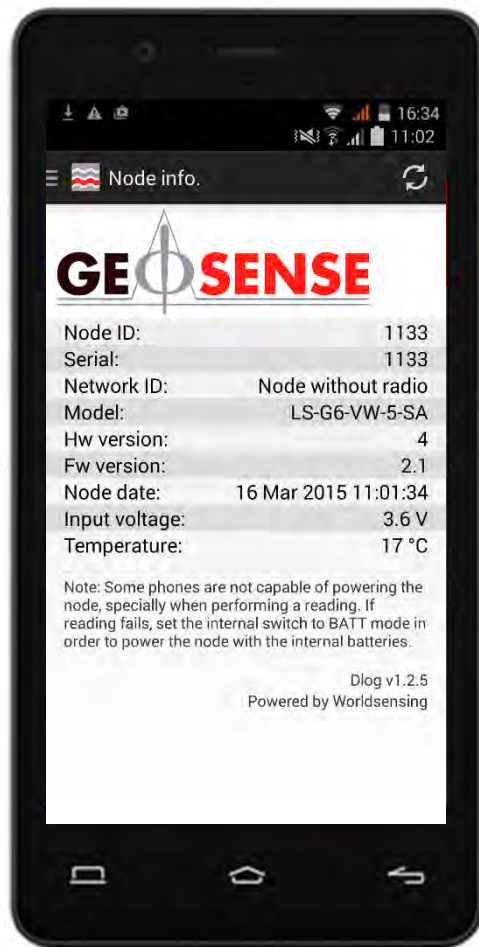 16:34
11:02
Node info.
GEOSENSE
Node ID: 1133
Serial: 1133
Network ID: Node without radio
Model: LS-G6-VW-5-SA
Hw version: 4
Fw version: 2.1
Node date: 16 Mar 2015 11:01:34
Input voltage: 3.6 V
Temperature: 17 °C
Note: Some phones are not capable of powering the
node, specially when performing a reading. If
reading fails, set the internal switch to BATT mode in
order to power the node with the internal batteries.
Dlog v1.2.5
Powered by Worldsensing